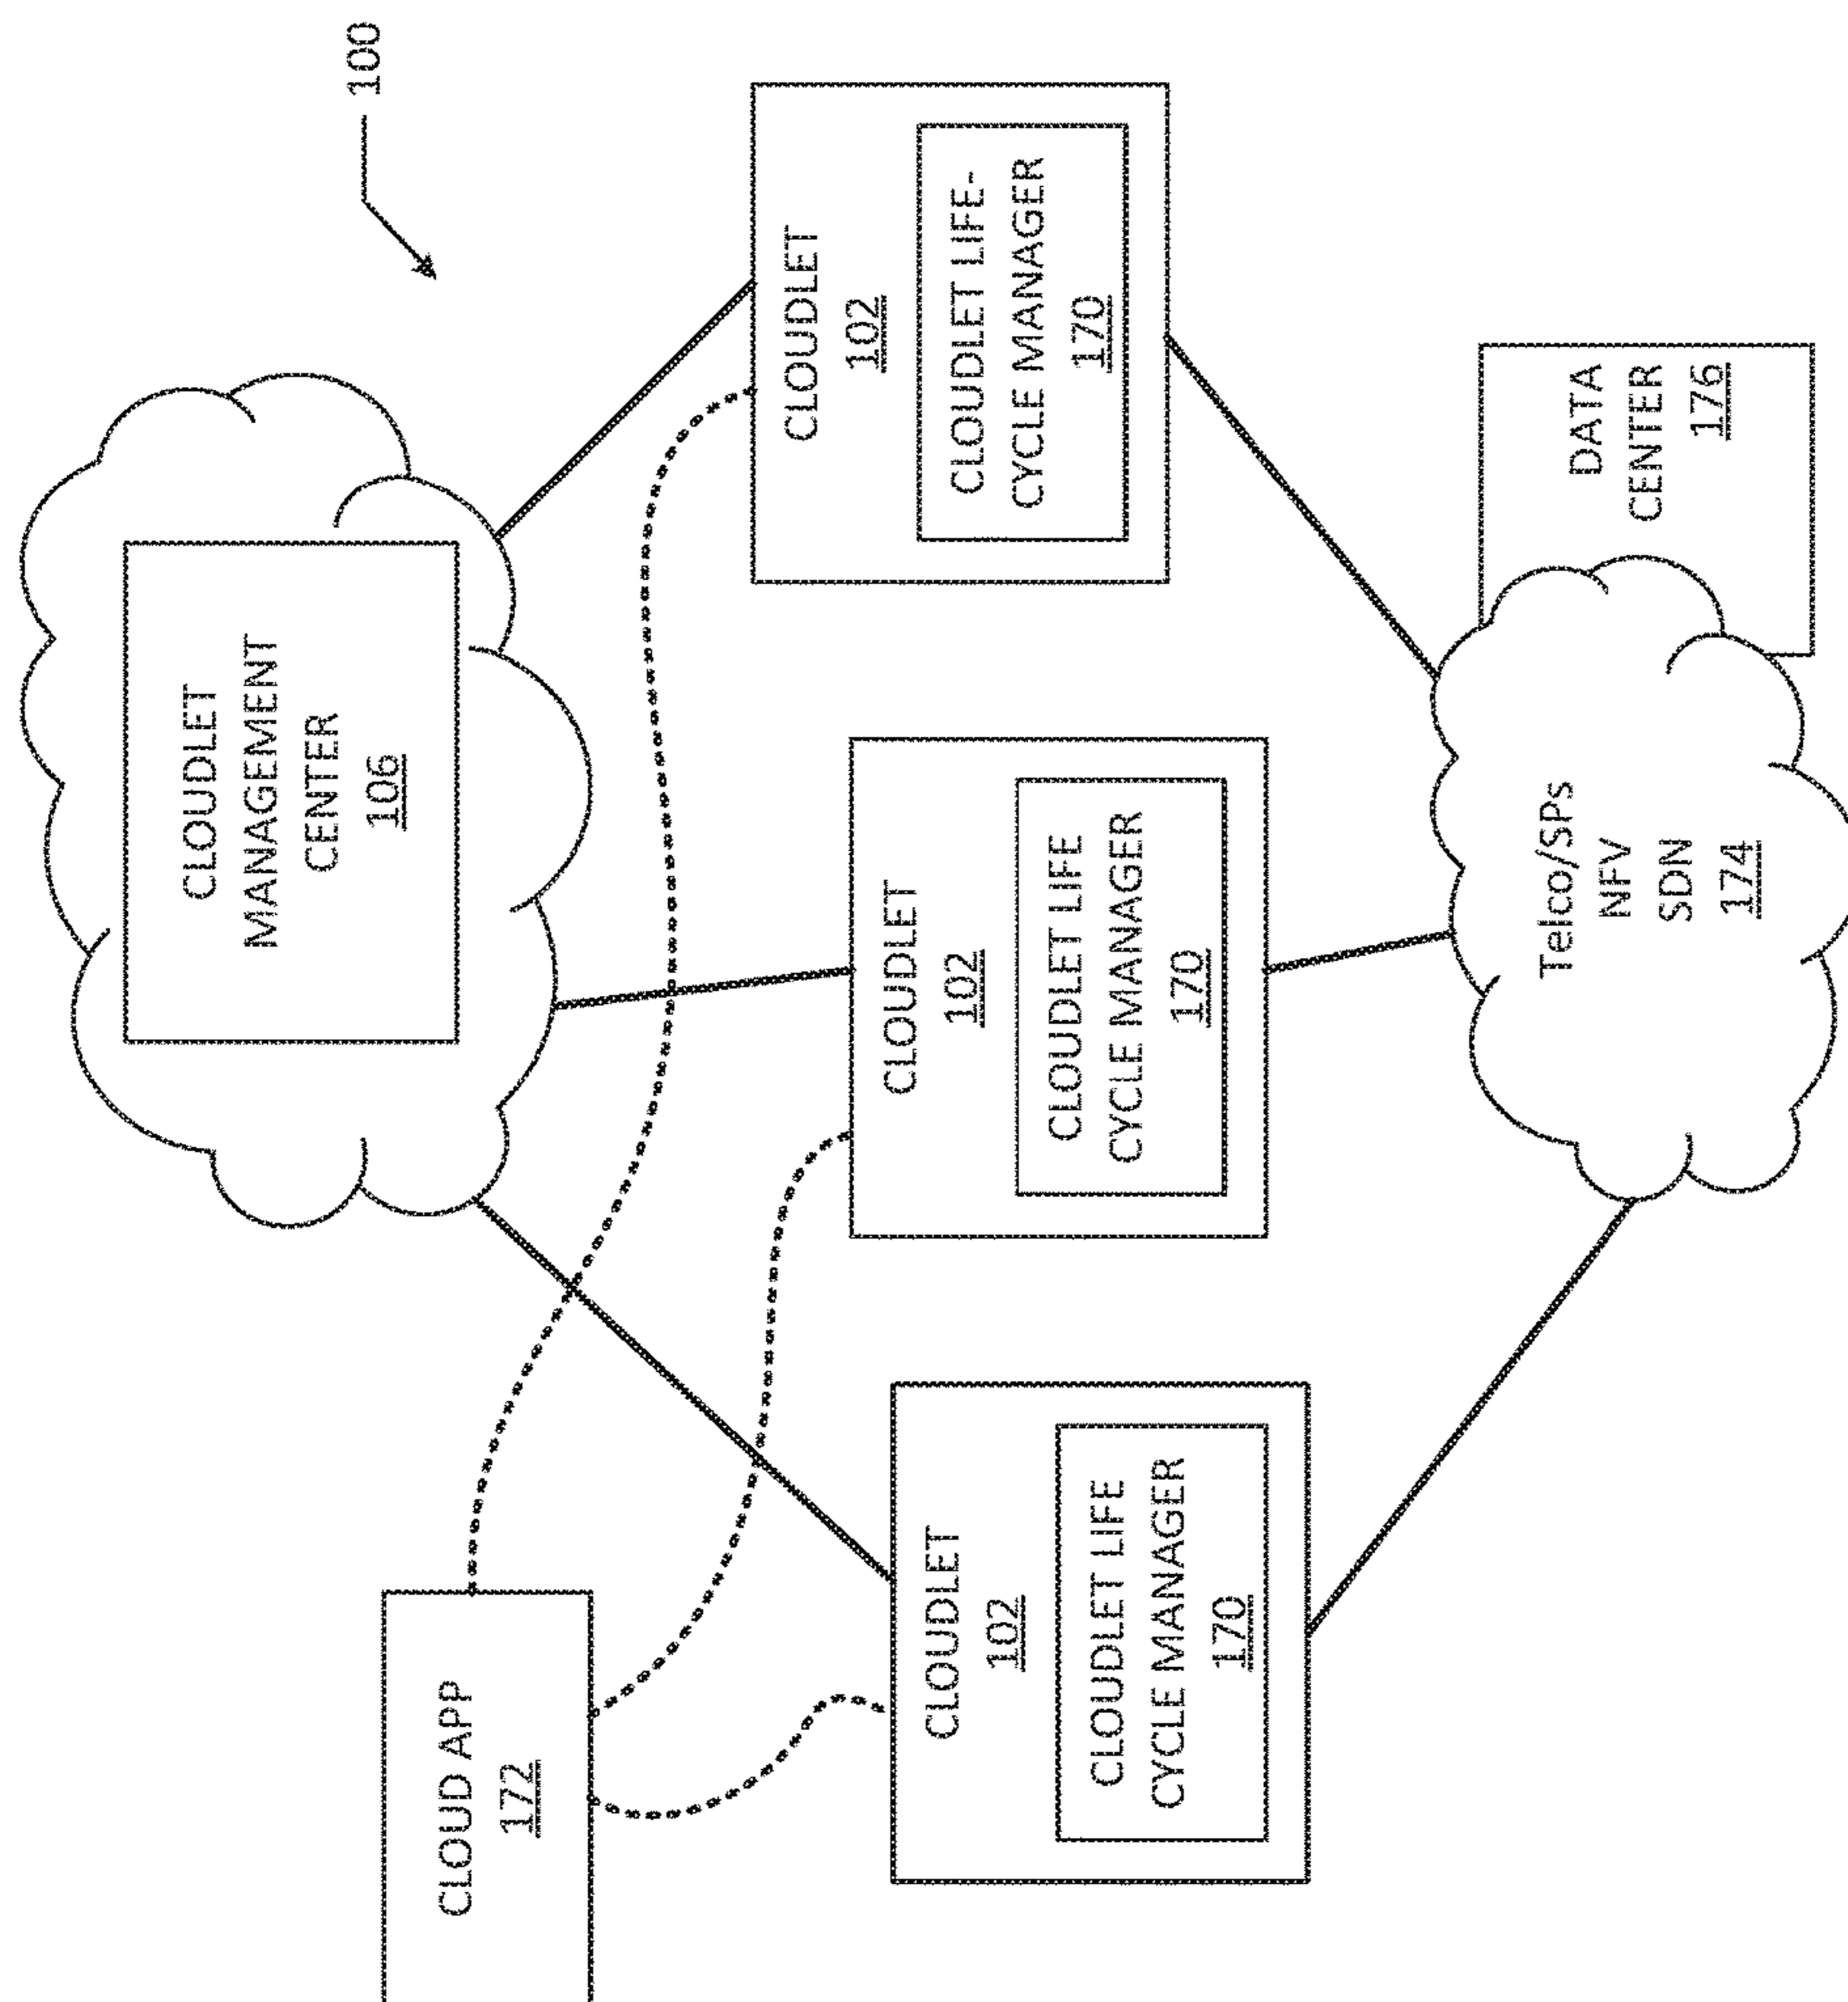 100
CLOUDLET
MANAGEMENT
CENTER
106
CLOUD APP
172
CLOUDLET
102
CLOUDLET LIFE
CYCLE MANAGER
170
CLOUDLET
102
CLOUDLET LIFE
CYCLE MANAGER
170
CLOUDLET
102
CLOUDLET LIFE-
CYCLE MANAGER
170
Telco/SPs
NFV
SDN
174
DATA
CENTER
176